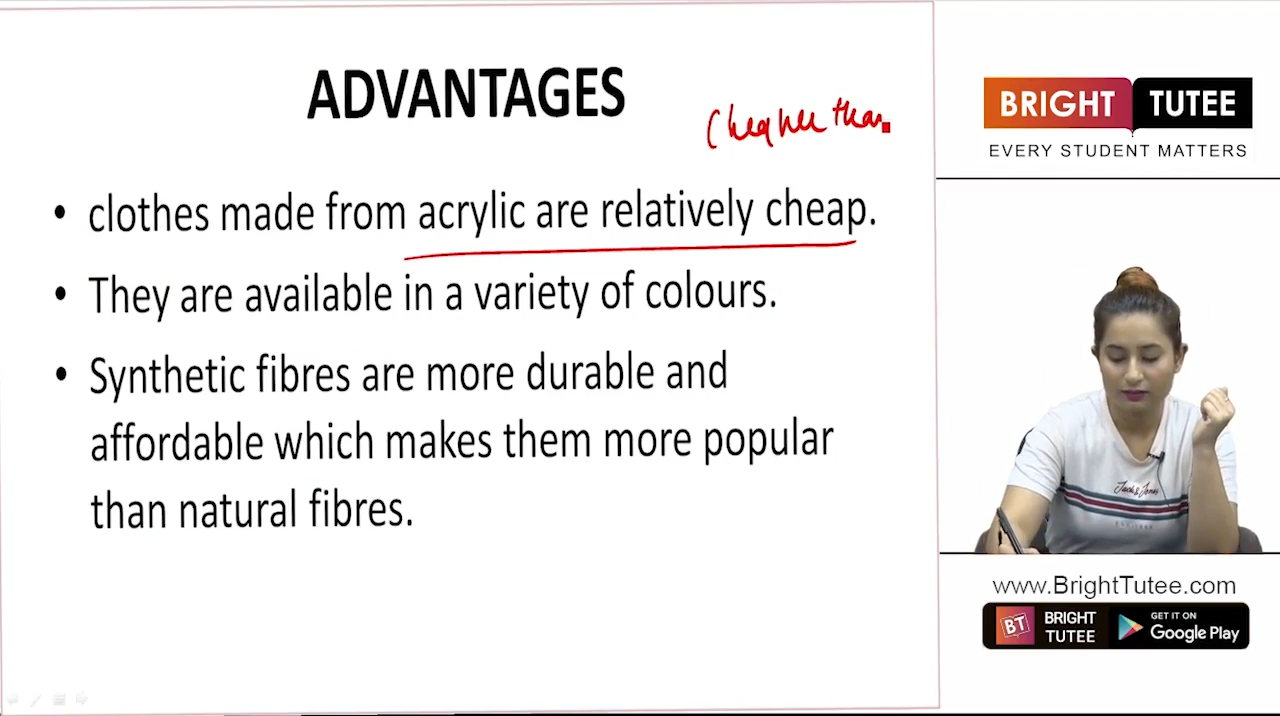 ADVANTAGES
cheaper than
• clothes made from acrylic are relatively cheap.
• They are available in a variety of colours.
• Synthetic fibres are more durable and
affordable which makes them more popular
than natural fibres.
BRIGHT TUTEE
EVERY STUDENT MATTERS
Jack & Jones
www.BrightTutee.com
BT
BRIGHT
TUTEE
GET IT ON
Google Play